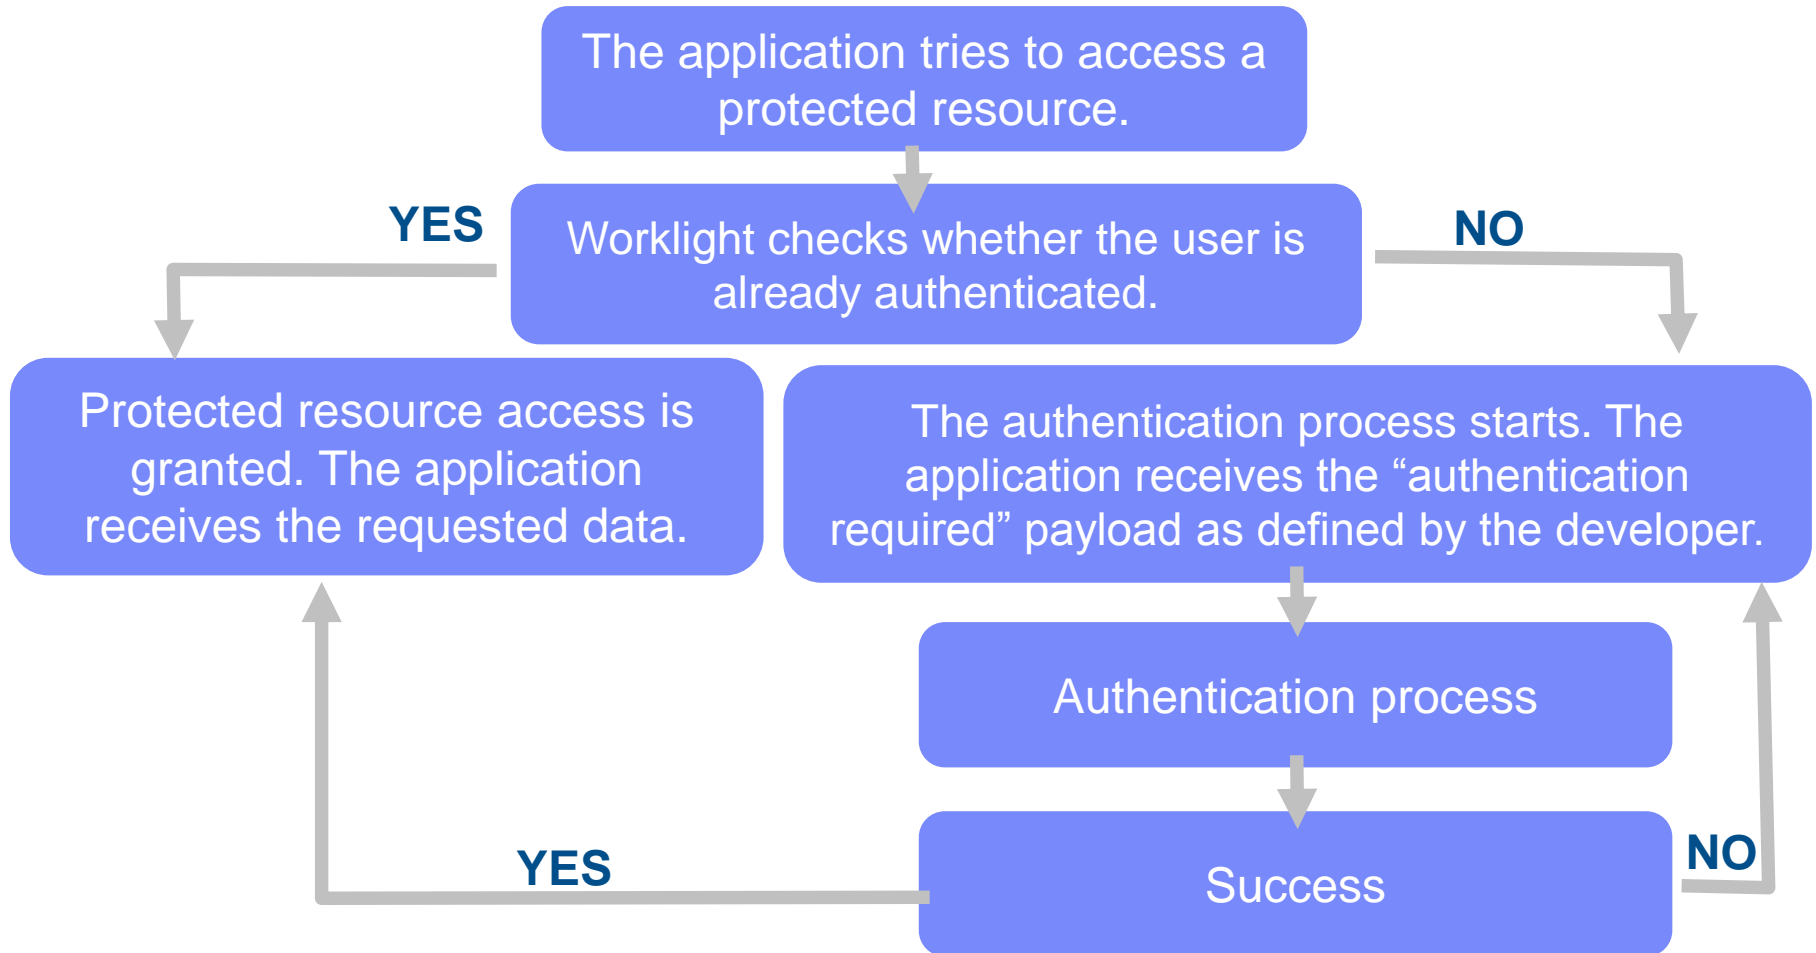 The application tries to access a
protected resource.
YES
Worklight checks whether the user is
already authenticated.
NO
Protected resource access is
granted. The application
receives the requested data.
The authentication process starts. The
application receives the “authentication
required” payload as defined by the developer.
Authentication process
YES
Success
NO